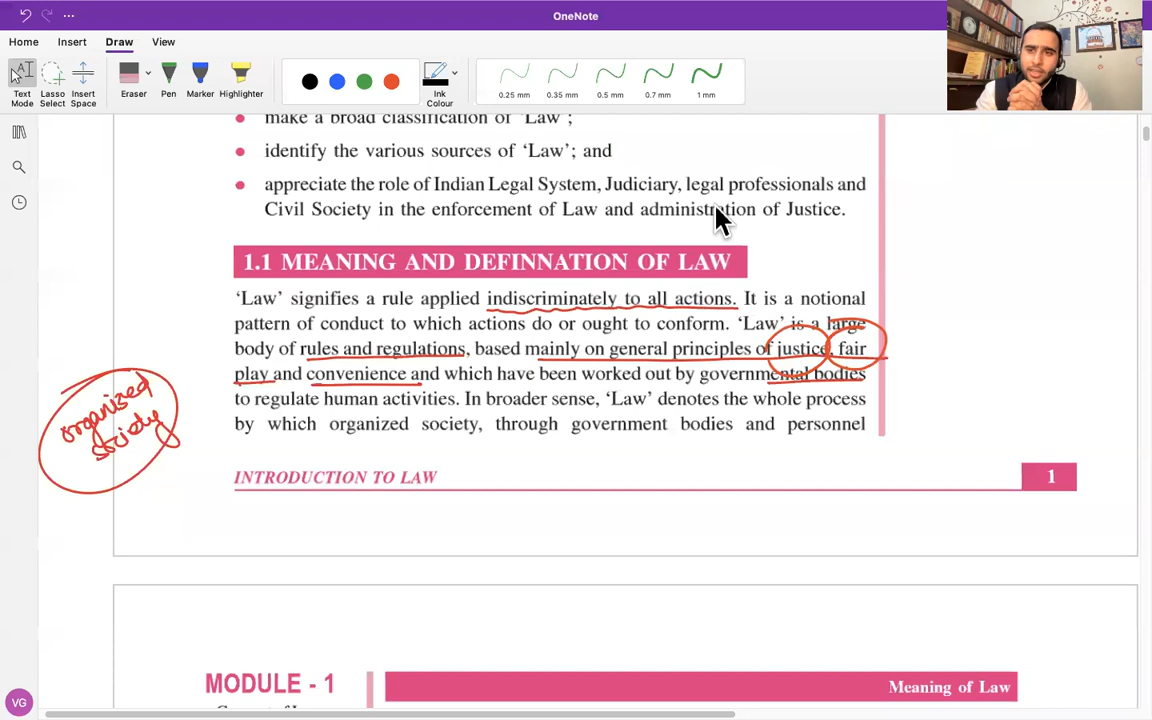 OneNote
Home Insert Draw View
Text Mode
Lasso Select
Insert Space
Eraser
Pen
Marker
Highlighter
Ink Colour
0.25 mm
0.35 mm
0.5 mm
0.7 mm
1 mm
make a broad classification of ‘Law’;
identify the various sources of ‘Law’; and
appreciate the role of Indian Legal System, Judiciary, legal professionals and
Civil Society in the enforcement of Law and administration of Justice.
1.1 MEANING AND DEFINNATION OF LAW
‘Law’ signifies a rule applied indiscriminately to all actions. It is a notional
pattern of conduct to which actions do or ought to conform. ‘Law’ is a large
body of rules and regulations, based mainly on general principles of justice, fair
play and convenience and which have been worked out by governmental bodies
to regulate human activities. In broader sense, ‘Law’ denotes the whole process
by which organized society, through government bodies and personnel
organized
society
INTRODUCTION TO LAW
1
MODULE - 1
Meaning of Law
VG